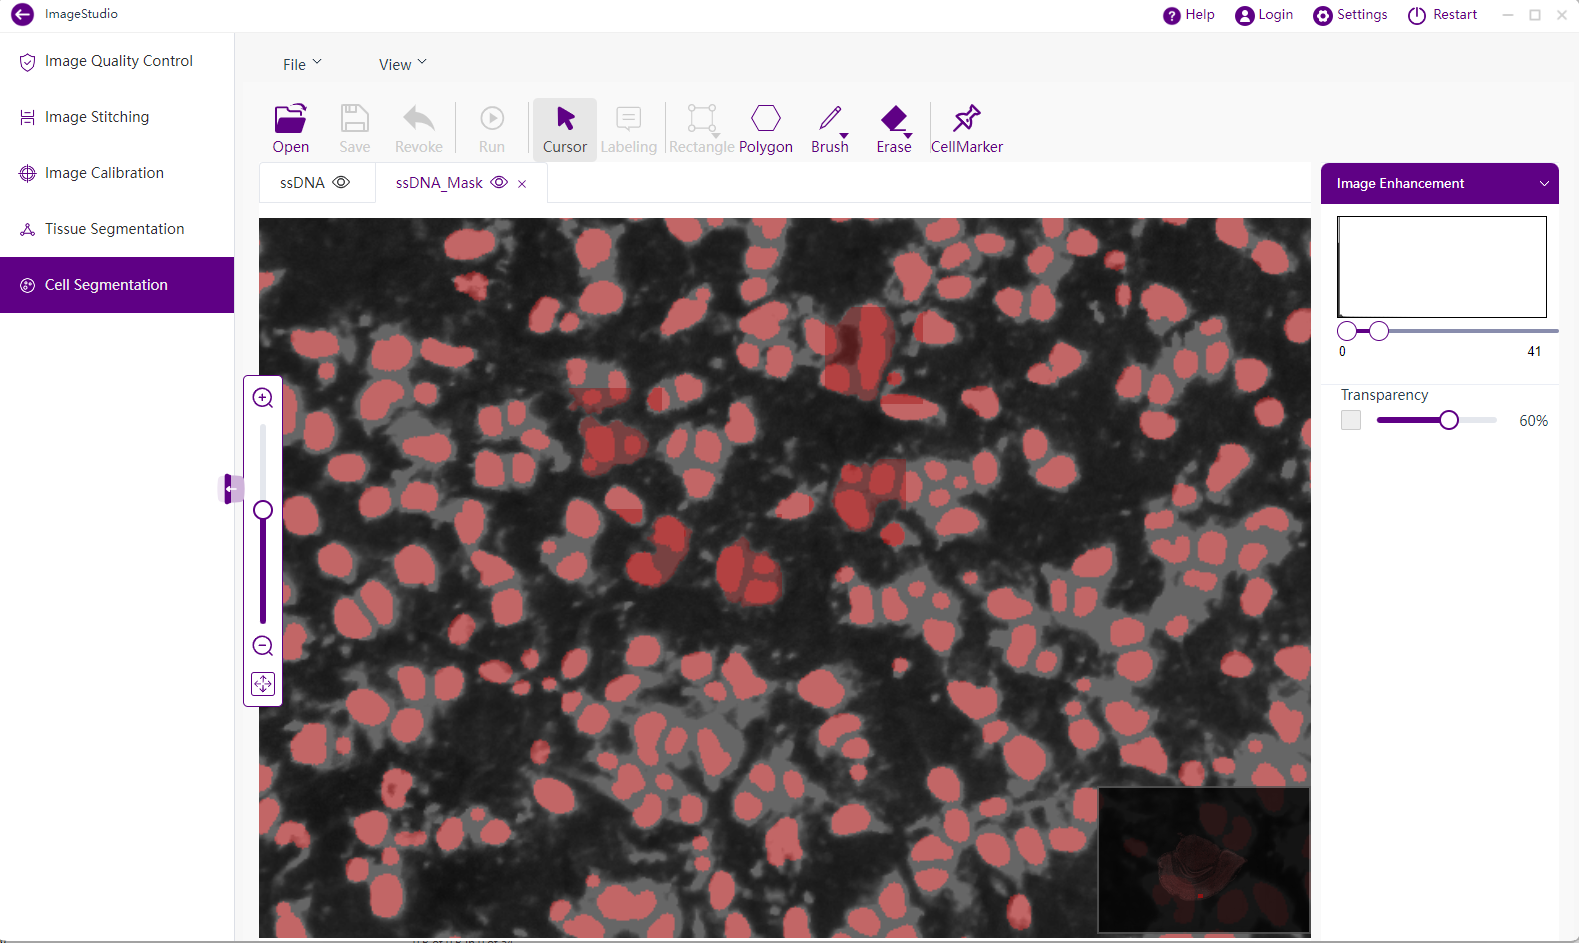 ImageStudio
Help Login Settings Restart
Image Quality Control
Image Stitching
Image Calibration
Tissue Segmentation
Cell Segmentation
File View
Open Save Revoke Run Cursor Labeling Rectangle Polygon Brush Erase CellMarker
ssDNA ssDNA_Mask
Image Enhancement
0 41
Transparency
60%